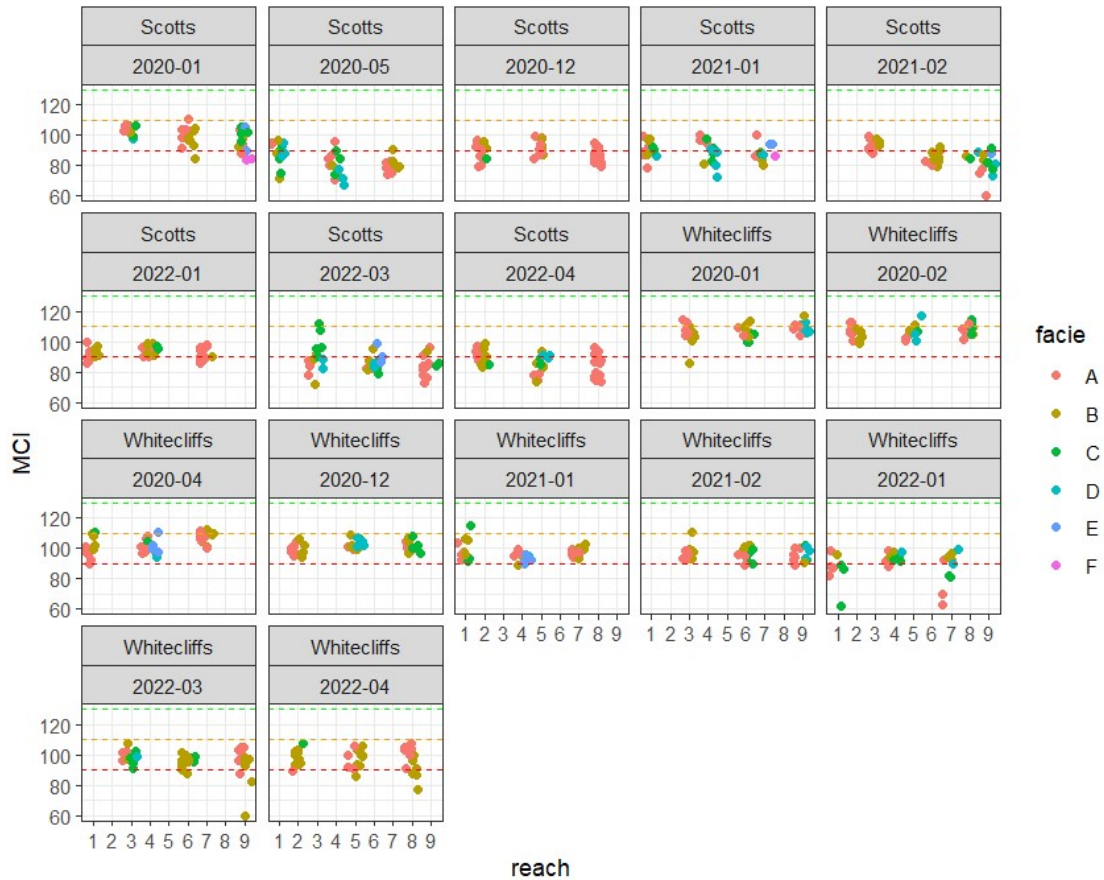 Scotts Scotts Scotts Scotts Scotts
2020-01 2020-05 2020-12 2021-01 2021-02
120
100
80
60
Scotts Scotts Scotts Whitecliffs Whitecliffs
2022-01 2022-03 2022-04 2020-01 2020-02
120
100
80
60
Whitecliffs Whitecliffs Whitecliffs Whitecliffs Whitecliffs
2020-04 2020-12 2021-01 2021-02 2022-01
120
100
80
60
1 2 3 4 5 6 7 8 9 1 2 3 4 5 6 7 8 9 1 2 3 4 5 6 7 8 9
Whitecliffs Whitecliffs
2022-03 2022-04
120
100
80
60
1 2 3 4 5 6 7 8 9 1 2 3 4 5 6 7 8 9
MCI
reach
facie
A
B
C
D
E
F